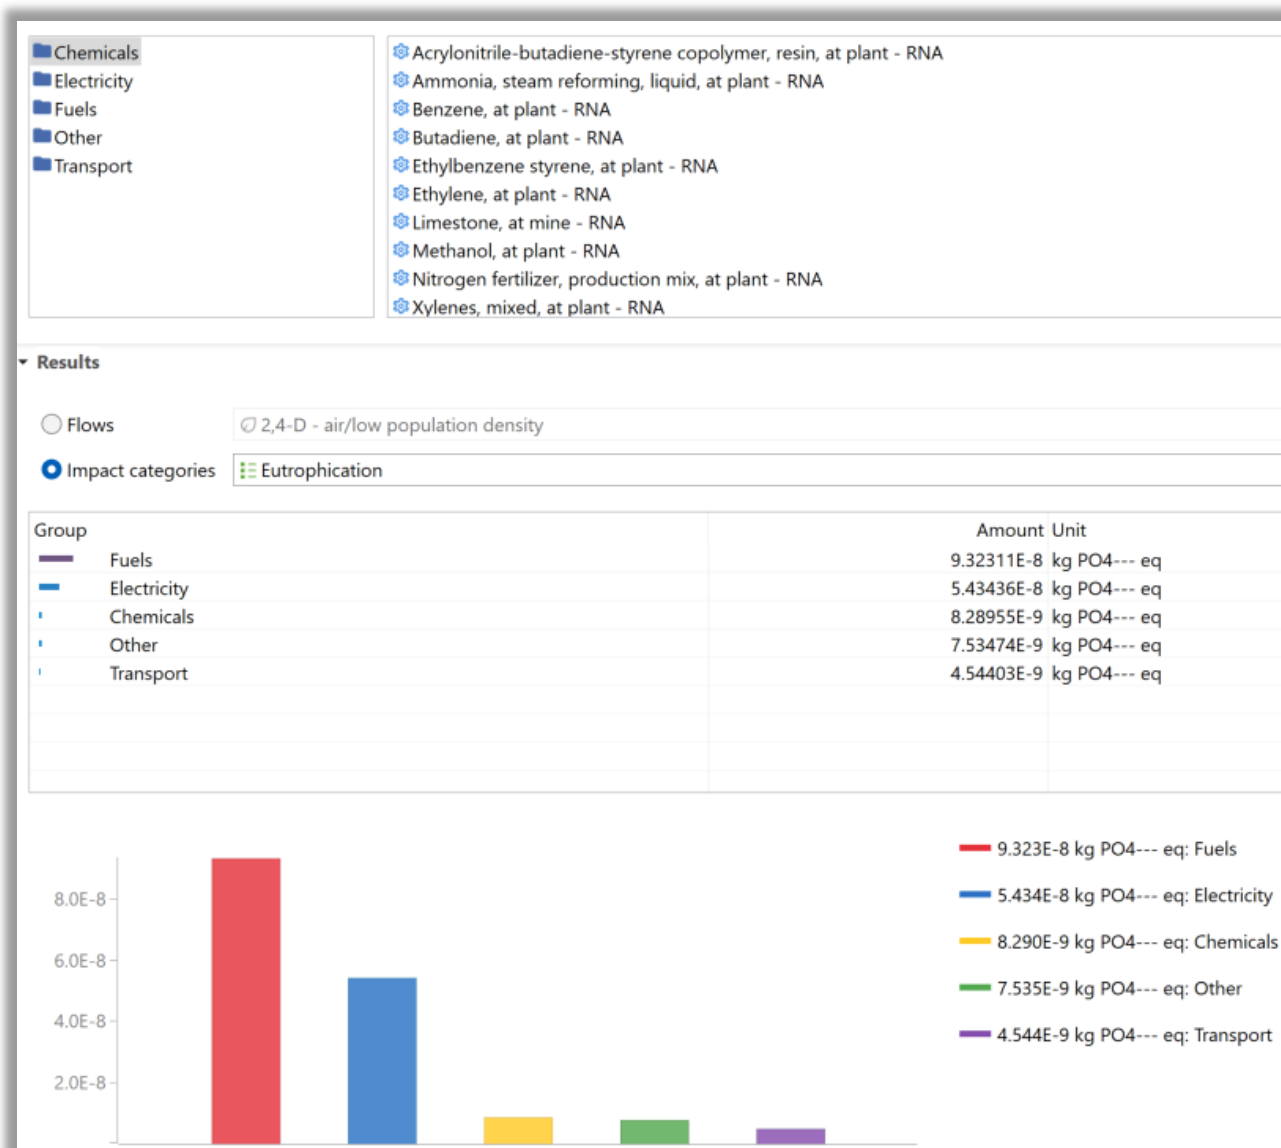 Chemicals
Electricity
Fuels
Other
Transport
Acrylonitrile-butadiene-styrene copolymer, resin, at plant - RNA
Ammonia, steam reforming, liquid, at plant - RNA
Benzene, at plant - RNA
Butadiene, at plant - RNA
Ethylbenzene styrene, at plant - RNA
Ethylene, at plant - RNA
Limestone, at mine - RNA
Methanol, at plant - RNA
Nitrogen fertilizer, production mix, at plant - RNA
Xylenes, mixed, at plant - RNA
Results
Flows 2,4-D - air/low population density
Impact categories Eutrophication
Group Amount Unit
Fuels 9.32311E-8 kg PO4--- eq
Electricity 5.43436E-8 kg PO4--- eq
Chemicals 8.28955E-9 kg PO4--- eq
Other 7.53474E-9 kg PO4--- eq
Transport 4.54403E-9 kg PO4--- eq
8.0E-8
6.0E-8
4.0E-8
2.0E-8
9.323E-8 kg PO4--- eq: Fuels
5.434E-8 kg PO4--- eq: Electricity
8.290E-9 kg PO4--- eq: Chemicals
7.535E-9 kg PO4--- eq: Other
4.544E-9 kg PO4--- eq: Transport